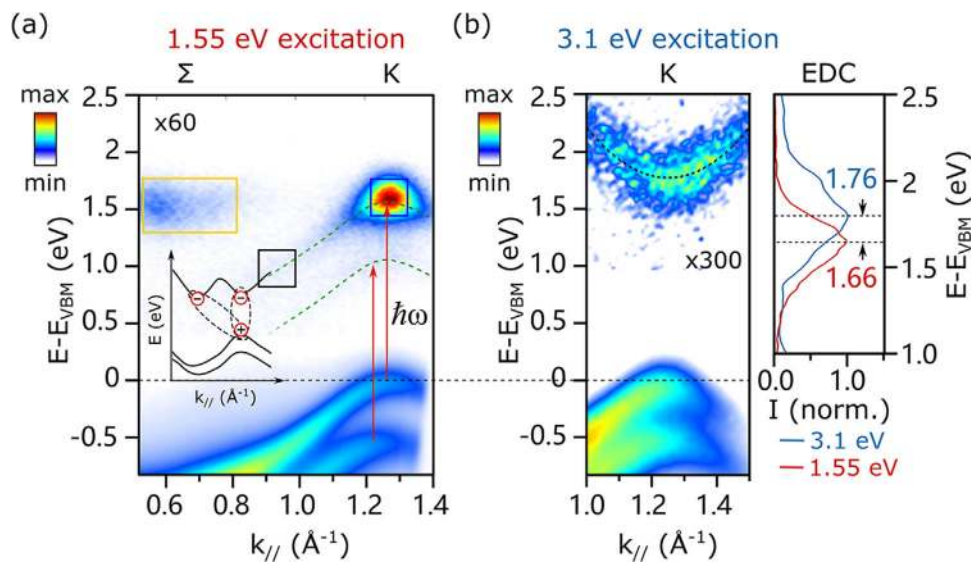 (a)
1.55 eV excitation
Σ
K
max
min
x60
2.5
2.0
1.5
1.0
0.5
0
-0.5
E-E_VBM (eV)
ħω
E (eV)
k// (Å⁻¹)
0.6 0.8 1.0 1.2 1.4
k// (Å⁻¹)
(b)
3.1 eV excitation
K
max
min
2.5
2.0
1.5
1.0
0.5
0
-0.5
E-E_VBM (eV)
x300
1.0 1.2 1.4
k// (Å⁻¹)
EDC
1.76
1.66
2.5
2.0
1.5
1.0
E-E_VBM (eV)
0.0 1.0
I (norm.)
3.1 eV
1.55 eV